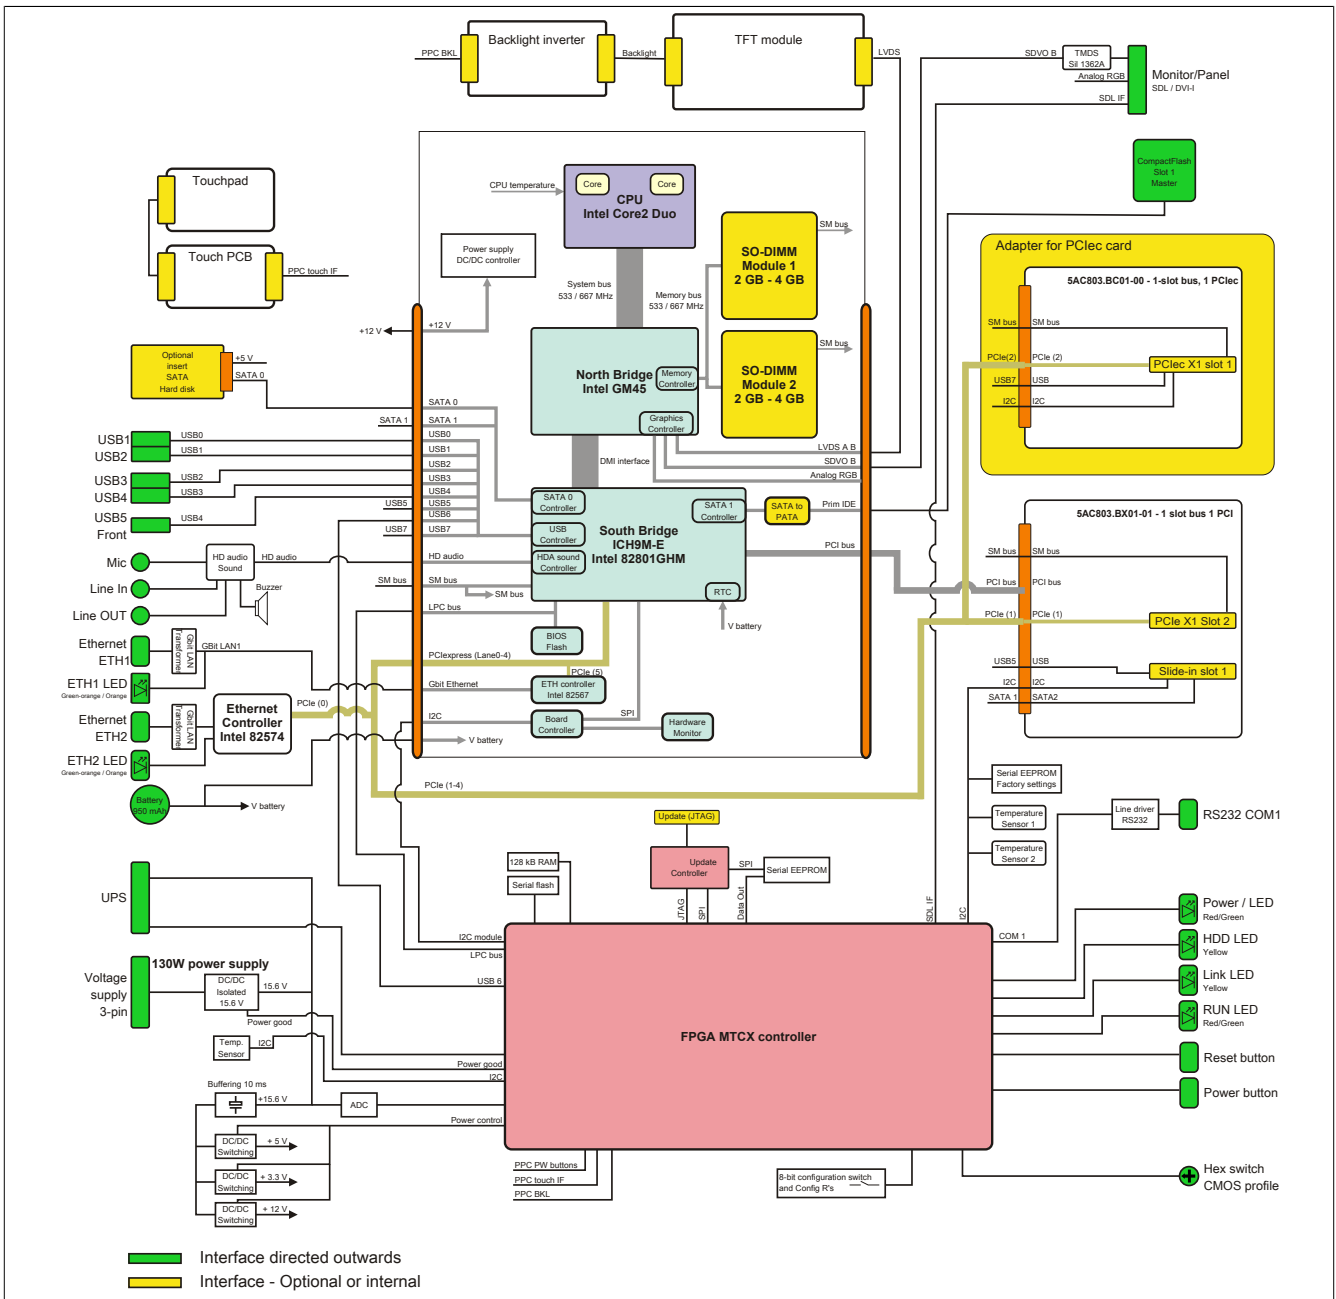 Backlight inverter
PPC BKL
Backlight
TFT module
LVDS
SDVO B
TMDS
Sil 1362A
Analog RGB
SDL IF
Monitor/Panel
SDL / DVI-I
CompactFlash
Slot 1
Master
Touchpad
Touch PCB
PPC touch IF
CPU temperature
Core
Core
CPU
Intel Core2 Duo
Power supply
DC/DC controller
System bus
533 / 667 MHz
Memory bus
533 / 667 MHz
SO-DIMM
Module 1
2 GB - 4 GB
SM bus
SO-DIMM
Module 2
2 GB - 4 GB
SM bus
Adapter for PCIec card
5AC803.BC01-00 - 1-slot bus, 1 PCIec
SM bus
SM bus
PCIe(2)
PCIe (2)
PCIec X1 slot 1
USB7
USB
I2C
I2C
+12 V
+12 V
North Bridge
Intel GM45
Memory
Controller
Graphics
Controller
Optional
insert
SATA
Hard disk
+5 V
SATA 0
SATA 0
SATA 1
SATA 1
USB1
USB2
USB0
USB1
USB3
USB4
USB2
USB3
USB5
Front
USB4
USB0
USB1
USB2
USB3
USB4
USB5
USB5
USB6
USB7
USB7
DMI interface
LVDS A B
SDVO B
Analog RGB
SATA 0
Controller
USB
Controller
HDA sound
Controller
South Bridge
ICH9M-E
Intel 82801GHM
SATA 1
Controller
SATA to
PATA
Prim IDE
PCI bus
RTC
V battery
5AC803.BX01-01 - 1 slot bus 1 PCI
SM bus
SM bus
PCI bus
PCI bus
PCIe (1)
PCIe (1)
PCIe X1 Slot 2
USB5
USB
Slide-in slot 1
I2C
I2C
SATA 1
SATA2
Mic
HD audio
Sound
HD audio
HD audio
Line In
Buzzer
Line OUT
SM bus
SM bus
SM bus
LPC bus
BIOS
Flash
Ethernet
ETH1
Gbit LAN
Transformer
GBit LAN1
PCIexpress (Lane0-4)
PCIe (5)
Gbit Ethernet
ETH controller
Intel 82567
ETH1 LED
Green-orange / Orange
PCIe (0)
Ethernet
ETH2
Gbit LAN
Transformer
Ethernet
Controller
Intel 82574
I2C
SPI
Board
Controller
Hardware
Monitor
V battery
ETH2 LED
Green-orange / Orange
PCIe (1-4)
Battery
950 mAh
V battery
Serial EEPROM
Factory settings
Temperature
Sensor 1
Temperature
Sensor 2
Line driver
RS232
RS232 COM1
Update (JTAG)
Update
Controller
SPI
Serial EEPROM
128 kB RAM
Serial flash
JTAG
SPI
Data Out
SDL IF
I2C
UPS
I2C module
LPC bus
USB 6
COM 1
Power / LED
Red/Green
HDD LED
Yellow
Link LED
Yellow
RUN LED
Red/Green
130W power supply
Voltage
supply
3-pin
DC/DC
Isolated
15.6 V
15.6 V
Power good
Temp.
Sensor
I2C
Power good
I2C
FPGA MTCX controller
Reset button
Power button
Buffering 10 ms
+15.6 V
ADC
Power control
DC/DC
Switching
+ 5 V
DC/DC
Switching
+ 3.3 V
DC/DC
Switching
+ 12 V
PPC PW buttons
PPC touch IF
PPC BKL
8-bit configuration switch
and Config R's
Hex switch
CMOS profile
Interface directed outwards
Interface - Optional or internal